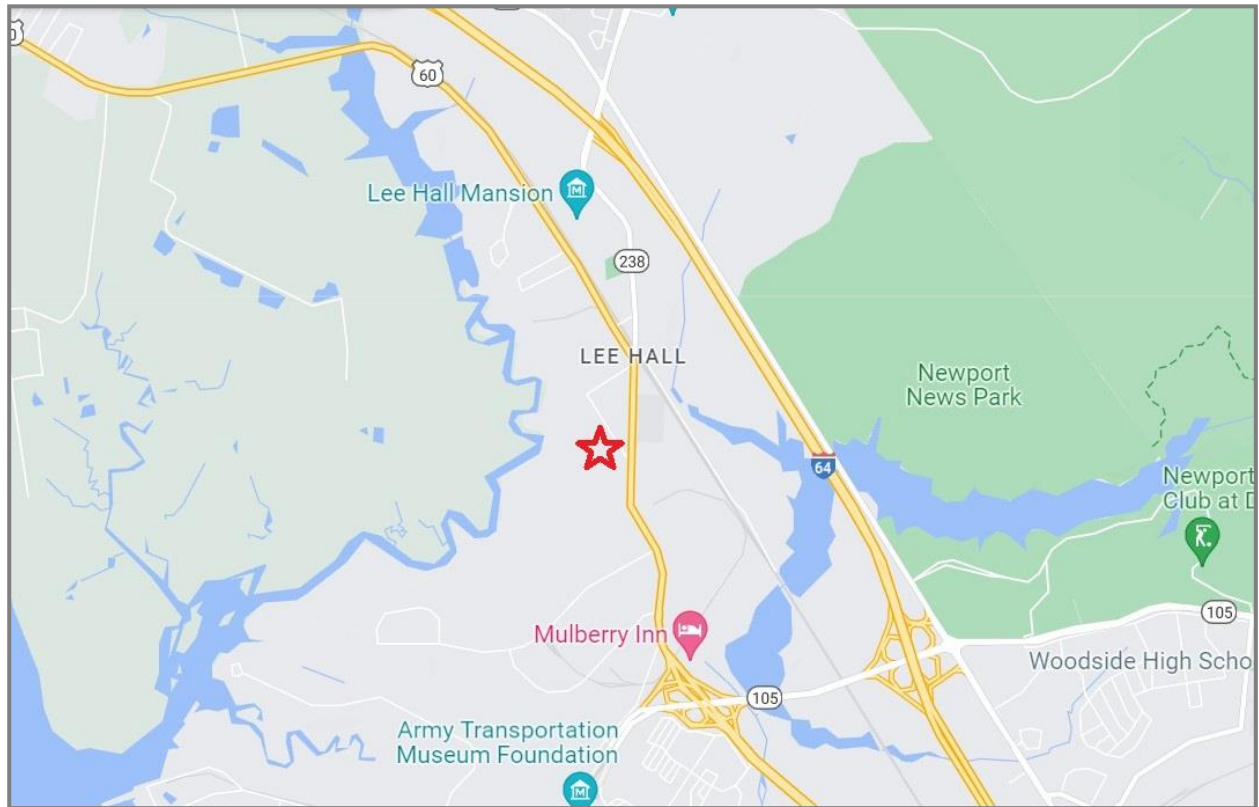 60
Lee Hall Mansion
238
LEE HALL
Newport
News Park
64
Newport
Club at D
105
Mulberry Inn
Woodside High Scho
105
Army Transportation
Museum Foundation